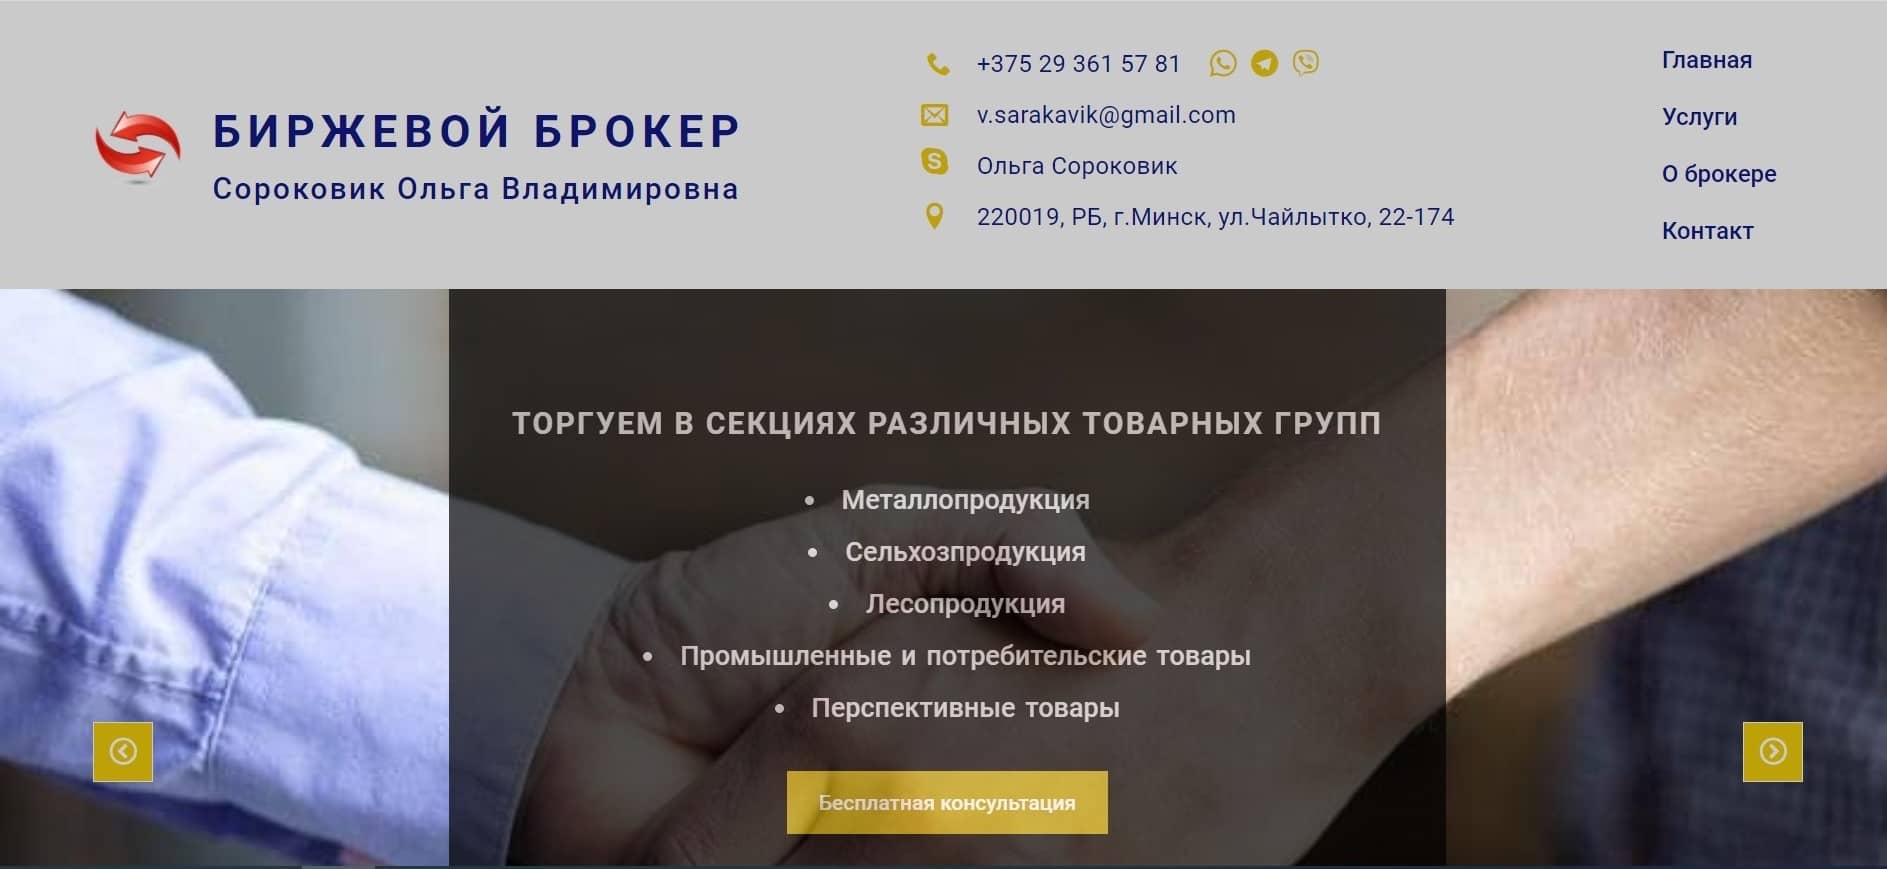 БИРЖЕВОЙ БРОКЕР
Сороковик Ольга Владимировна
+375 29 361 57 81
v.sarakavik@gmail.com
Ольга Сороковик
220019, РБ, г.Минск, ул.Чайлытко, 22-174
Главная
Услуги
О брокере
Контакт
ТОРГУЕМ В СЕКЦИЯХ РАЗЛИЧНЫХ ТОВАРНЫХ ГРУПП
• Металлопродукция
• Сельхозпродукция
• Лесопродукция
• Промышленные и потребительские товары
• Перспективные товары
Бесплатная консультация